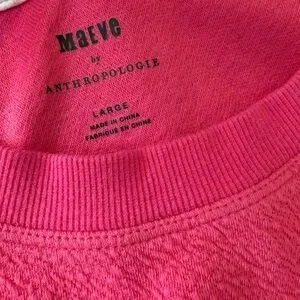 Maeve
by
ANTHROPOLOGIE
LARGE
MADE IN CHINA
FABRIQUÉ EN CHINE